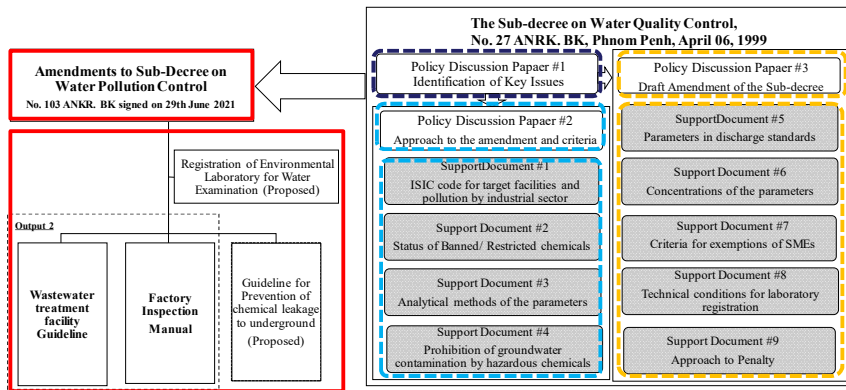 The Sub-decree on Water Quality Control,
No. 27 ANRK. BK, Phnom Penh, April 06, 1999
Amendments to Sub-Decree on
Water Pollution Control
No. 103 ANKR. BK signed on 29th June 2021
Registration of Environmental
Laboratory for Water
Examination (Proposed)
Output 2
Wastewater
treatment
facility
Guideline
Factory
Inspection
Manual
Guideline for
Prevention of
chemical leakage
to underground
(Proposed)
Policy Discussion Papaer #1
Identification of Key Issues
Policy Discussion Papaer #2
Approach to the amendment and criteria
SupportDocument #1
ISIC code for target facilities and
pollution by industrial sector
Support Document #2
Status of Banned/ Restricted chemicals
Support Document #3
Analytical methods of the parameters
Support Document #4
Prohibition of groundwater
contamination by hazardous chemicals
Policy Discussion Papaer #3
Draft Amendment of the Sub-decree
SupportDocument #5
Parameters in discharge standards
Support Document #6
Concentrations of the parameters
Support Document #7
Criteria for exemptions of SMEs
Support Document #8
Technical conditions for laboratory
registration
Support Document #9
Approach to Penalty